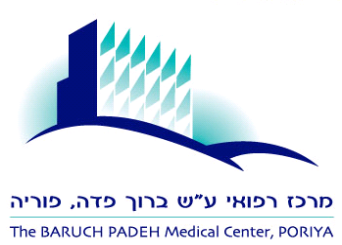 מרכז רפואי ע״ש ברוך פדה, פוריה
The BARUCH PADEH Medical Center, PORIYA